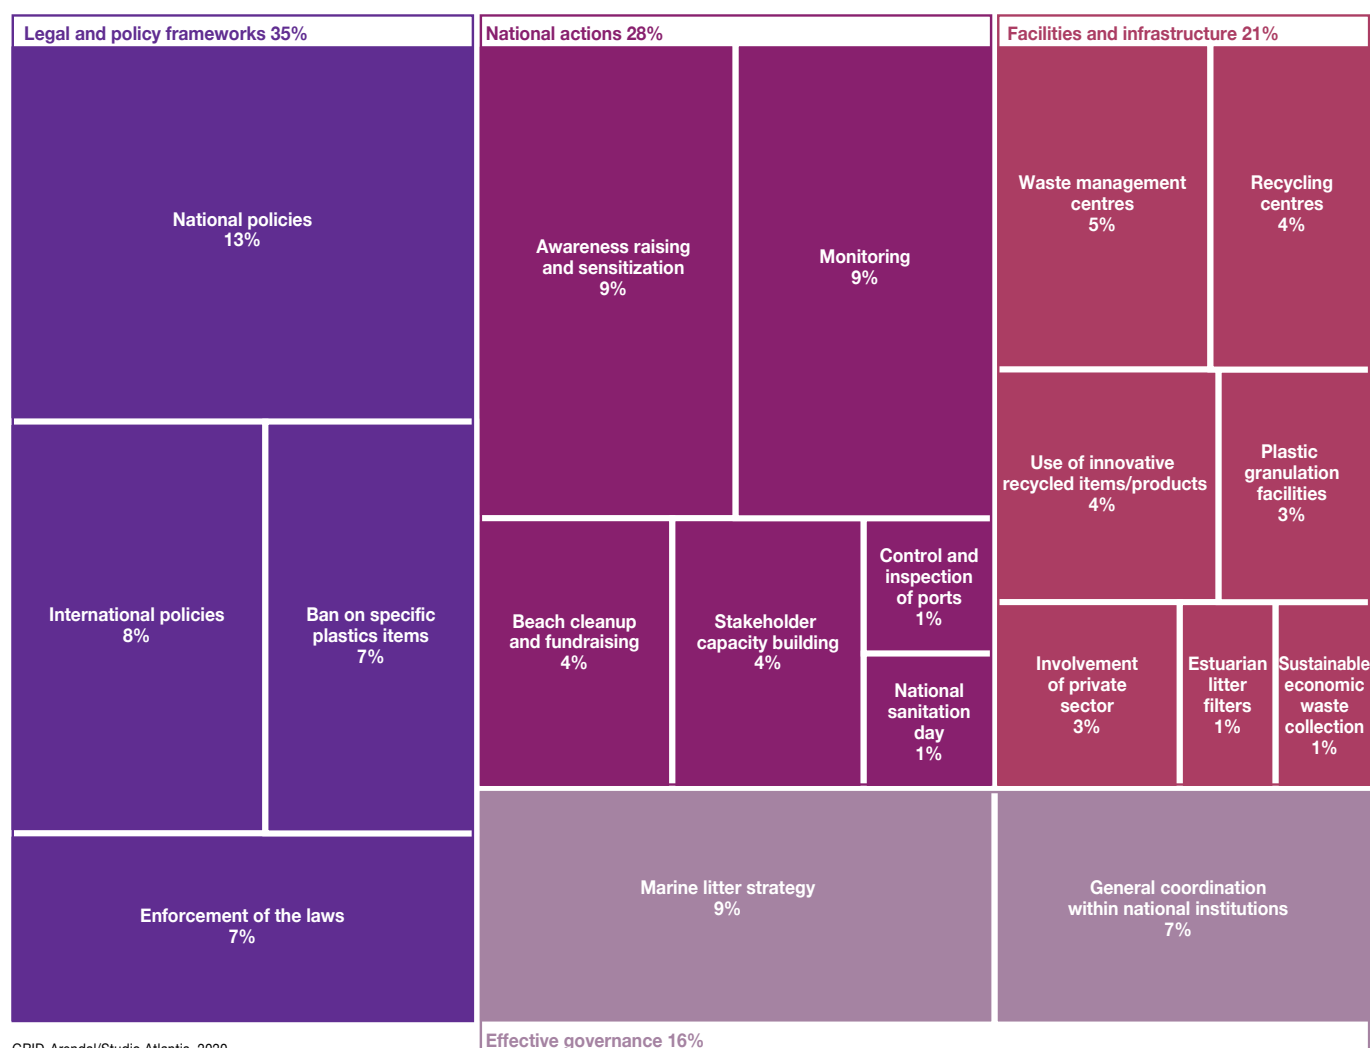 Legal and policy frameworks 35%
National policies
13%
International policies
8%
Ban on specific
plastics items
7%
Enforcement of the laws
7%
National actions 28%
Awareness raising
and sensitization
9%
Monitoring
9%
Beach cleanup
and fundraising
4%
Stakeholder
capacity building
4%
Control and
inspection
of ports
1%
National
sanitation
day
1%
Facilities and infrastructure 21%
Waste management
centres
5%
Recycling
centres
4%
Use of innovative
recycled items/products
4%
Plastic
granulation
facilities
3%
Involvement
of private
sector
3%
Estuarian
litter
filters
1%
Sustainable
economic
waste
collection
1%
Marine litter strategy
9%
General coordination
within national institutions
7%
Effective governance 16%
GRID-Arendal/Studio Atlantis, 2020